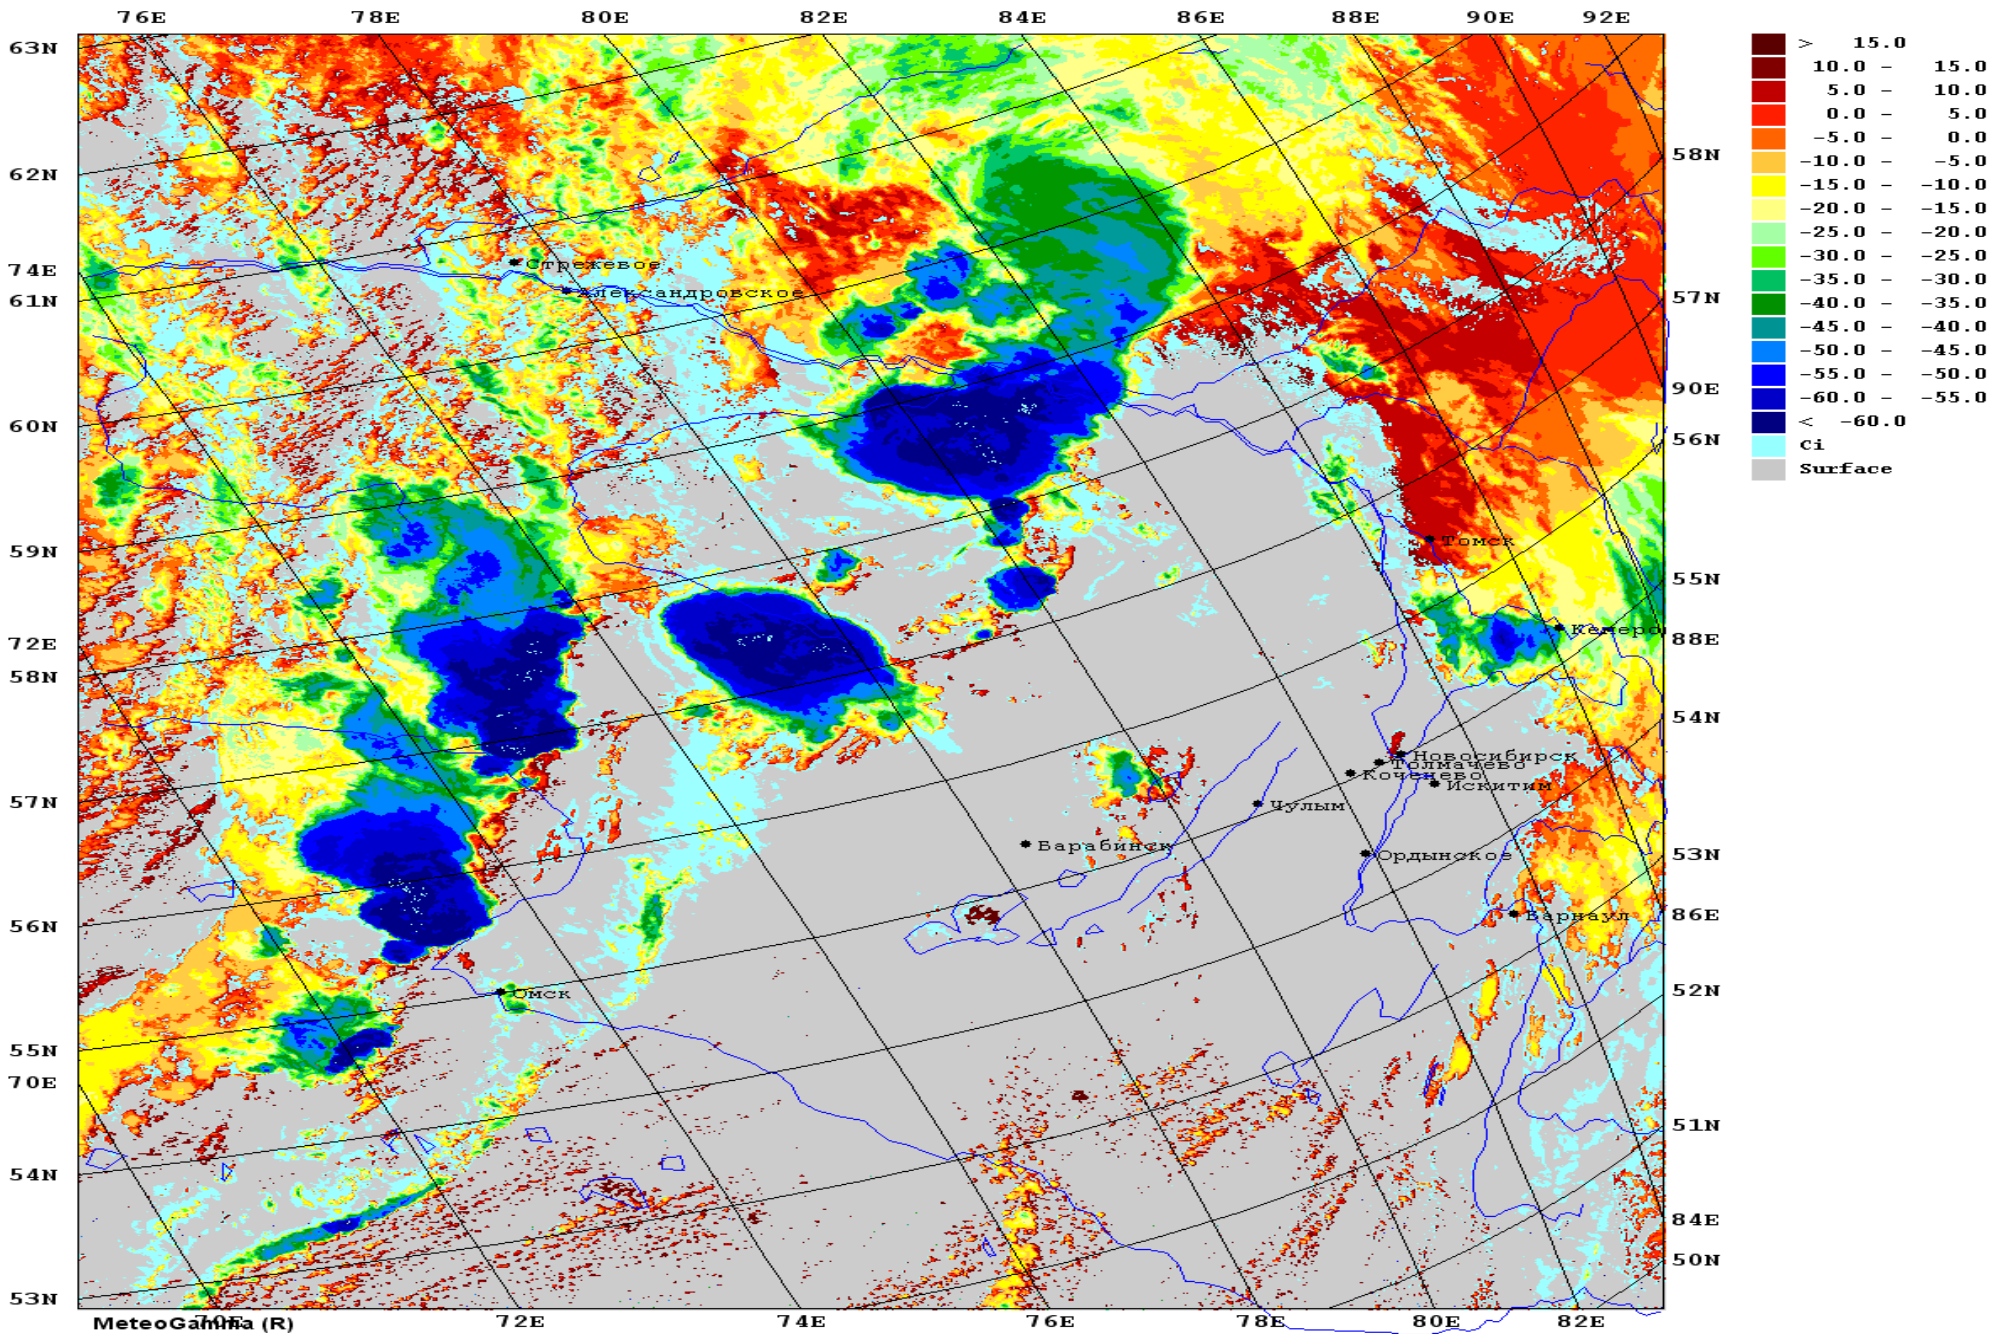 76E 78E 80E 82E 84E 86E 88E 90E 92E
63N
> 15.0
10.0 - 15.0
5.0 - 10.0
0.0 - 5.0
-5.0 - 0.0
-10.0 - -5.0
-15.0 - -10.0
-20.0 - -15.0
-25.0 - -20.0
-30.0 - -25.0
-35.0 - -30.0
-40.0 - -35.0
-45.0 - -40.0
-50.0 - -45.0
-55.0 - -50.0
-60.0 - -55.0
< -60.0
Ci
Surface
58N
62N
Стрежевое
74E
Александровское
57N
61N
90E
60N
56N
Томск
59N
55N
Кемеро
72E
88E
58N
54N
Новосибирск
Толмачево
Коченево
Искитим
57N
Чулым
Барабинск
Ордынское
53N
56N
Барнаул
86E
Омск
52N
55N
70E
51N
54N
84E
50N
53N
MeteoGamma (R)
70E 72E 74E 76E 78E 80E 82E